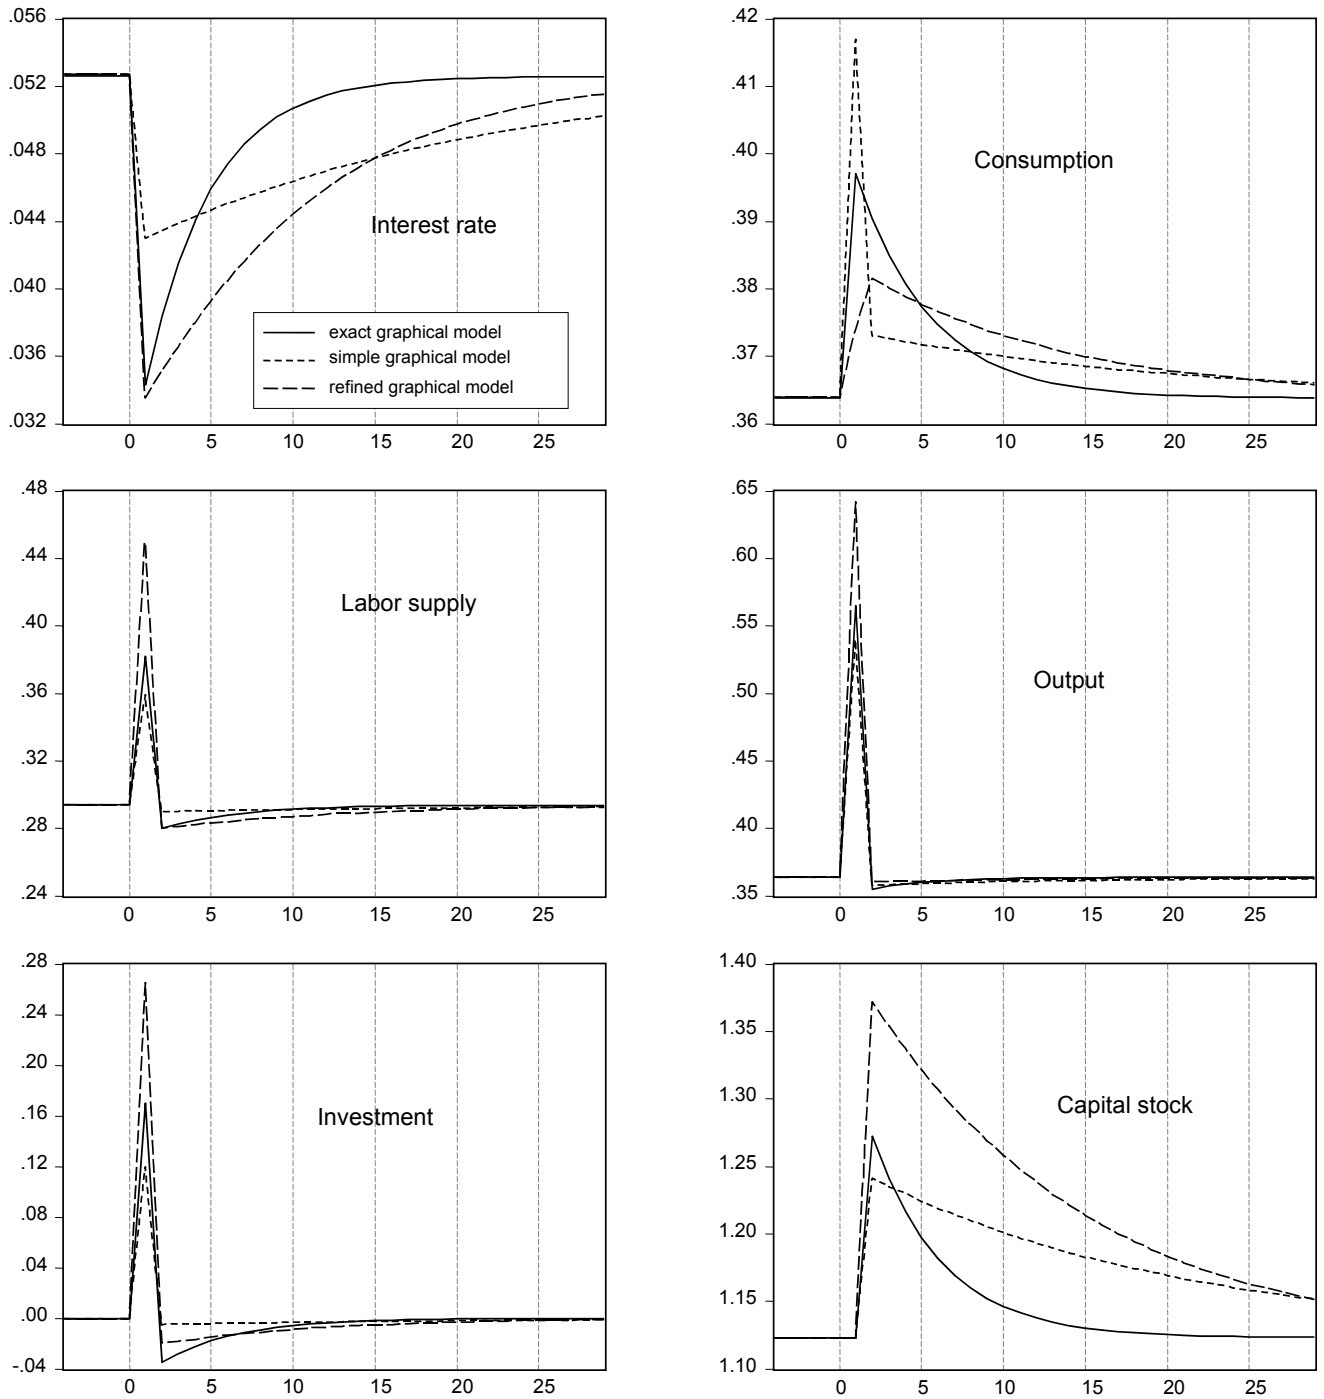 .056
.052
.048
.044
.040
.036
.032
Interest rate
exact graphical model
simple graphical model
refined graphical model
0 5 10 15 20 25
.42
.41
.40
.39
.38
.37
.36
Consumption
0 5 10 15 20 25
.48
.44
.40
.36
.32
.28
.24
Labor supply
0 5 10 15 20 25
.65
.60
.55
.50
.45
.40
.35
Output
0 5 10 15 20 25
.28
.24
.20
.16
.12
.08
.04
.00
-.04
Investment
0 5 10 15 20 25
1.40
1.35
1.30
1.25
1.20
1.15
1.10
Capital stock
0 5 10 15 20 25